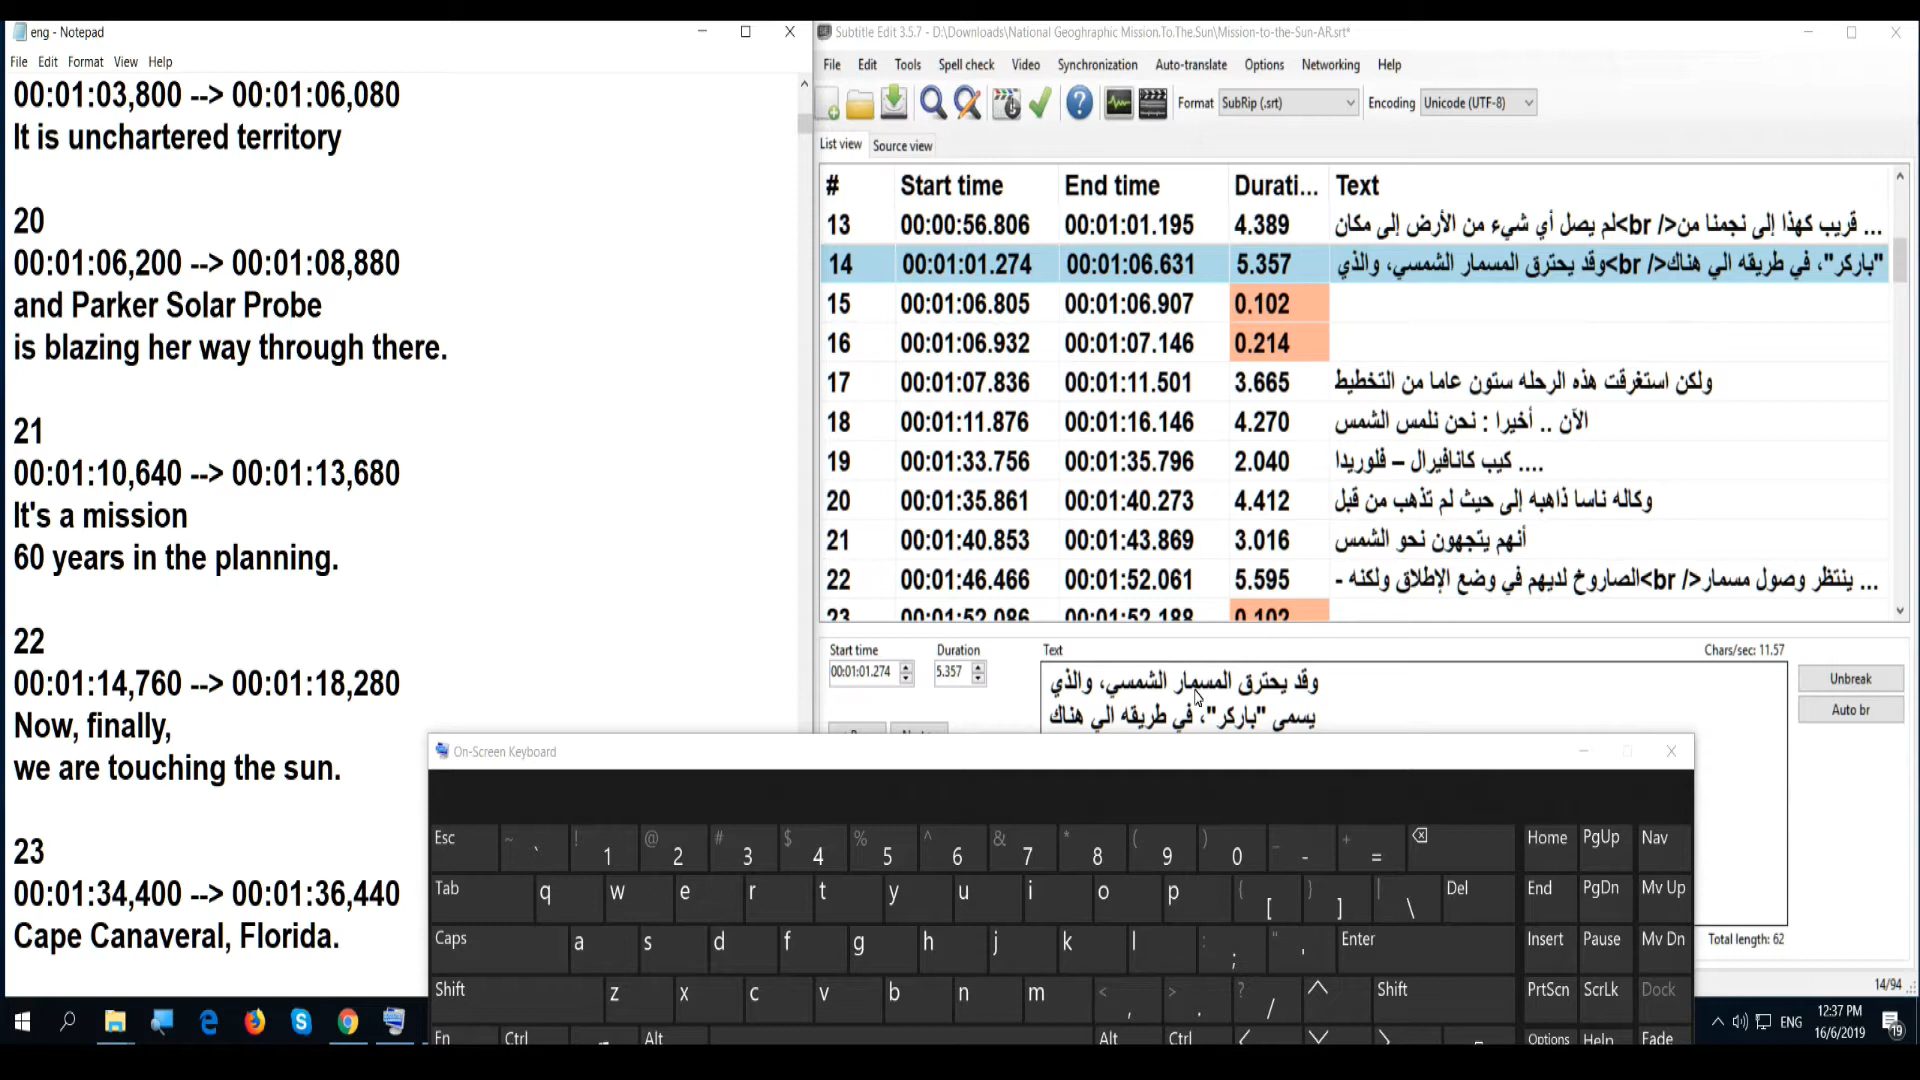 eng - Notepad
File Edit Format View Help
00:01:03,800 --> 00:01:06,080
It is unchartered territory
20
00:01:06,200 --> 00:01:08,880
and Parker Solar Probe
is blazing her way through there.
21
00:01:10,640 --> 00:01:13,680
It's a mission
60 years in the planning.
22
00:01:14,760 --> 00:01:18,280
Now, finally,
we are touching the sun.
23
00:01:34,400 --> 00:01:36,440
Cape Canaveral, Florida.
Subtitle Edit 3.5.7 - D:\Downloads\National Geoghraphic Mission.To.The.Sun\Mission-to-the-Sun-AR.srt*
File Edit Tools Spell check Video Synchronization Auto-translate Options Networking Help
Format SubRip (.srt) Encoding Unicode (UTF-8)
List view Source view
# Start time End time Durati... Text
13 00:00:56.806 00:01:01.195 4.389 لم يصل أي شيء من الأرض إلى مكان<br />قريب كهذا إلى نجمنا من ...
14 00:01:01.274 00:01:06.631 5.357 وقد يحترق المسمار الشمسي، والذي<br />"باركر"، في طريقه الي هناك
15 00:01:06.805 00:01:06.907 0.102
16 00:01:06.932 00:01:07.146 0.214
17 00:01:07.836 00:01:11.501 3.665 ولكن استغرقت هذه الرحله ستون عاما من التخطيط
18 00:01:11.876 00:01:16.146 4.270 الآن .. أخيرا : نحن نلمس الشمس
19 00:01:33.756 00:01:35.796 2.040 كيب كانافيرال – فلوريدا ....
20 00:01:35.861 00:01:40.273 4.412 وكاله ناسا ذاهبه إلى حيث لم تذهب من قبل
21 00:01:40.853 00:01:43.869 3.016 أنهم يتجهون نحو الشمس
22 00:01:46.466 00:01:52.061 5.595 - الصاروخ لديهم في وضع الإطلاق ولكنه<br />ينتظر وصول مسمار ...
23 00:01:52.086 00:01:52.188 0.102
Start time Duration Text Chars/sec: 11.57
00:01:01.274 5.357
وقد يحترق المسمار الشمسي، والذي
يسمى "باركر"، في طريقه الي هناك
Unbreak
Auto br
Total length: 62
14/94
On-Screen Keyboard
Esc ~ ` ! 1 @ 2 # 3 $ 4 % 5 ^ 6 & 7 * 8 ( 9 ) 0 _ - + = Home PgUp Nav
Tab q w e r t y u i o p { [ } ] | \ Del End PgDn Mv Up
Caps a s d f g h j k l : ; " ' Enter Insert Pause Mv Dn
Shift z x c v b n m < , > . ? / Shift PrtScn ScrLk Dock
Fn Ctrl Alt Alt Ctrl Options Help Fade
ENG
12:37 PM
16/6/2019
19